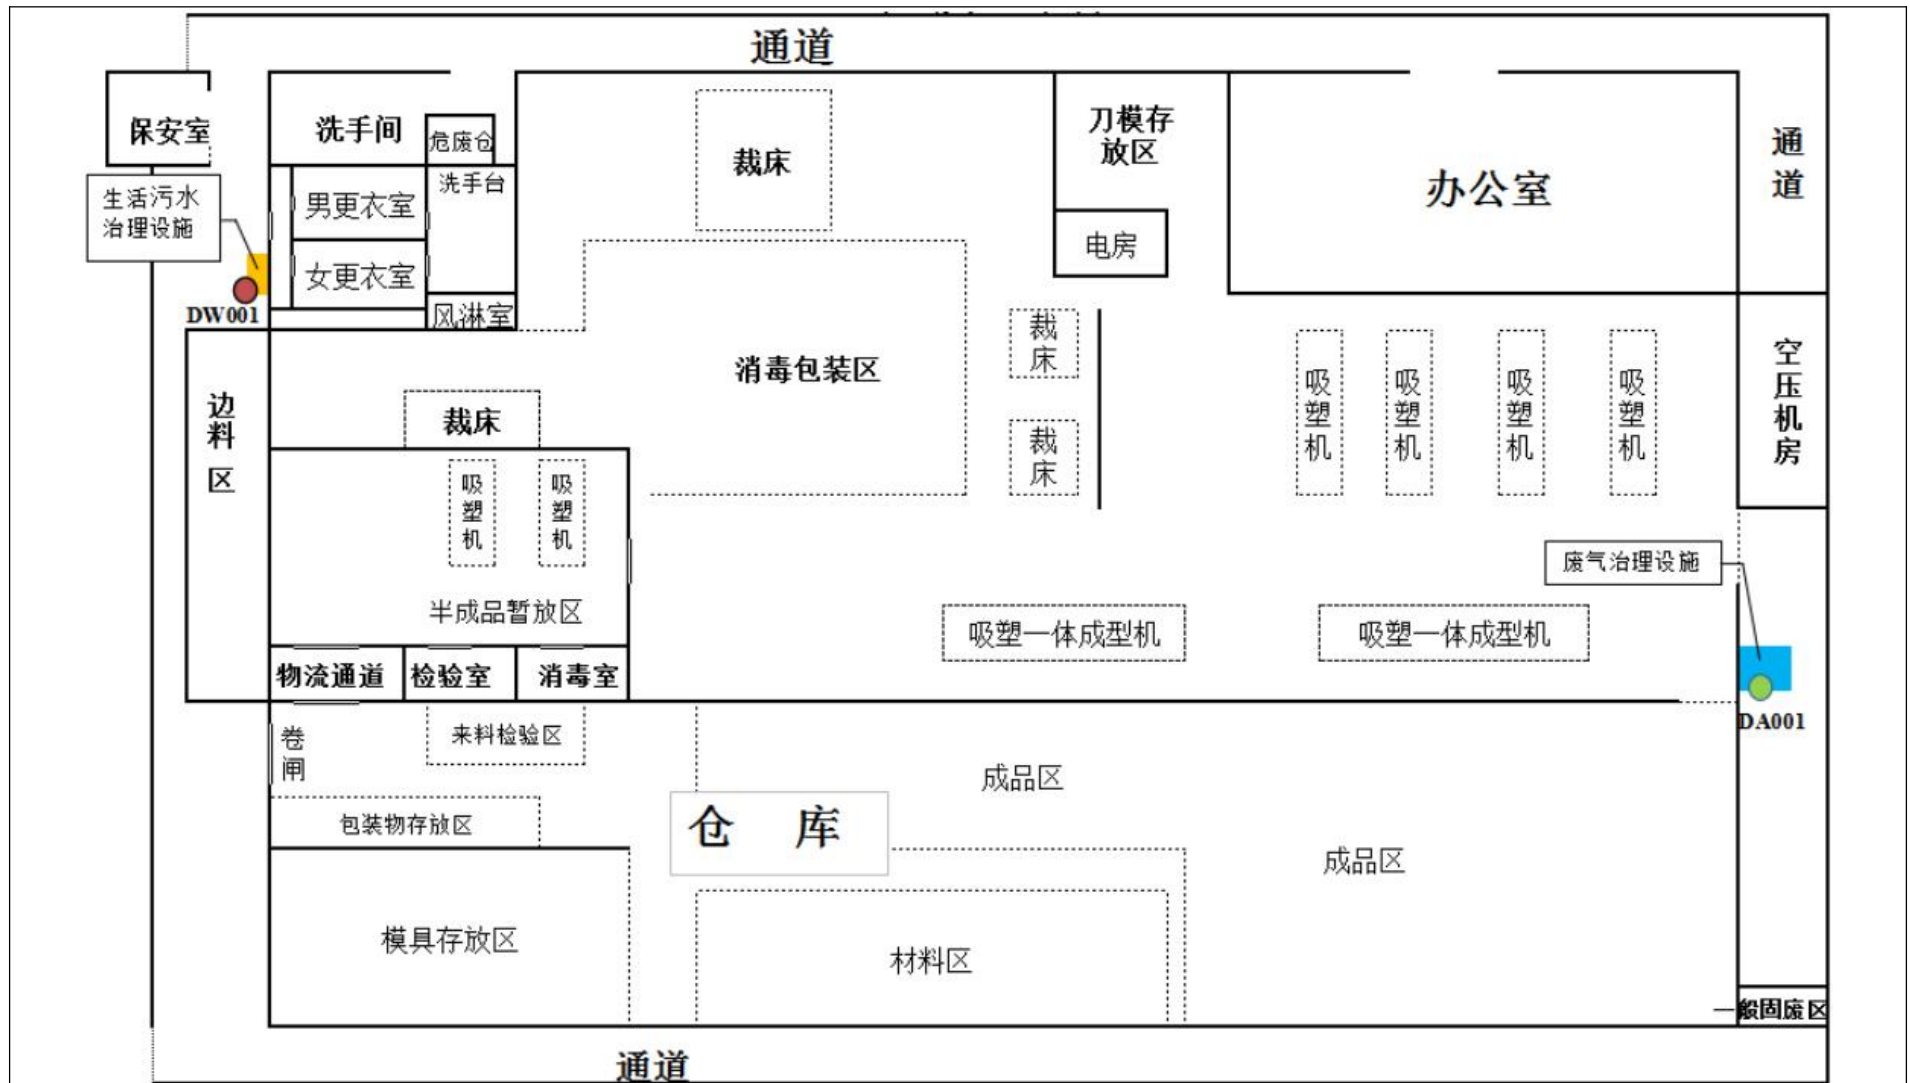 通道
保安室
洗手间
危废仓
裁床
刀模存
放区
办公室
通
道
生活污水
治理设施
男更衣室
洗手台
女更衣室
电房
DW001
风淋室
边
料
区
裁床
消毒包装区
裁
床
裁
床
吸
塑
机
吸
塑
机
吸
塑
机
吸
塑
机
空
压
机
房
吸
塑
机
吸
塑
机
半成品暂放区
废气治理设施
吸塑一体成型机
吸塑一体成型机
物流通道
检验室
消毒室
DA001
卷
闸
来料检验区
成品区
包装物存放区
仓 库
成品区
模具存放区
材料区
一般固废区
通道